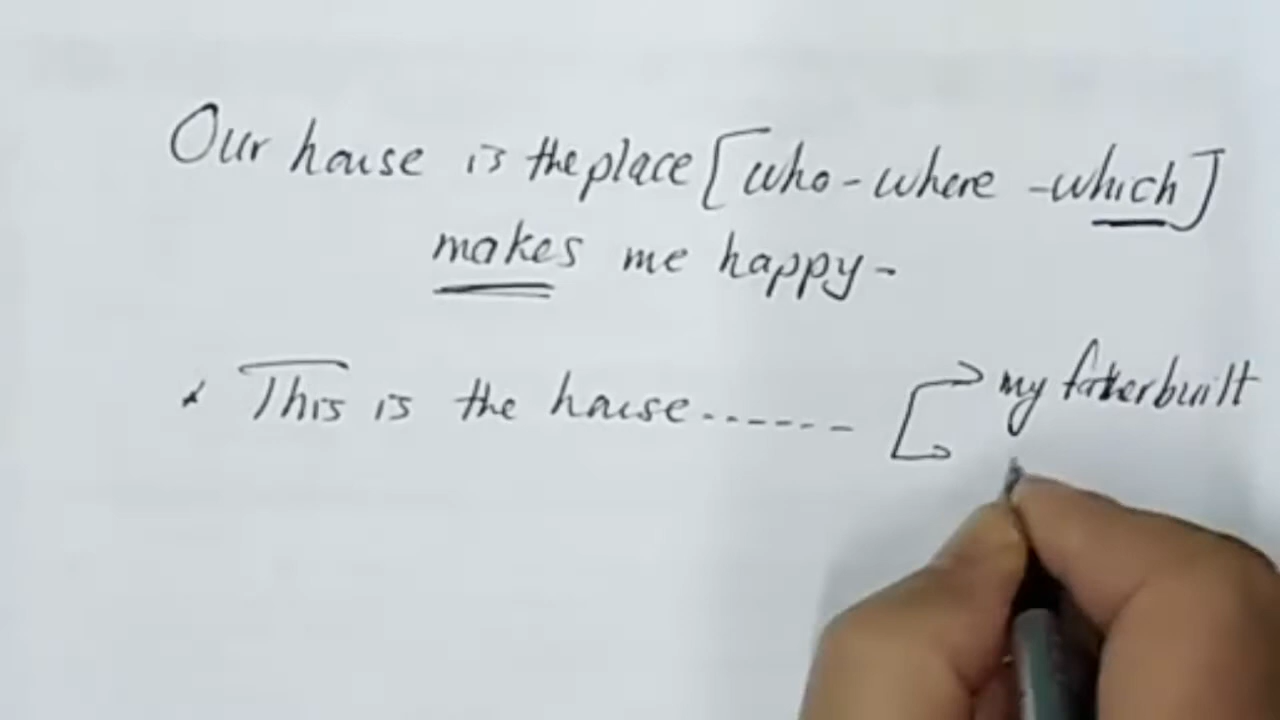 Our house is the place [who - where - which]
makes me happy -
* This is the house ------ my father built